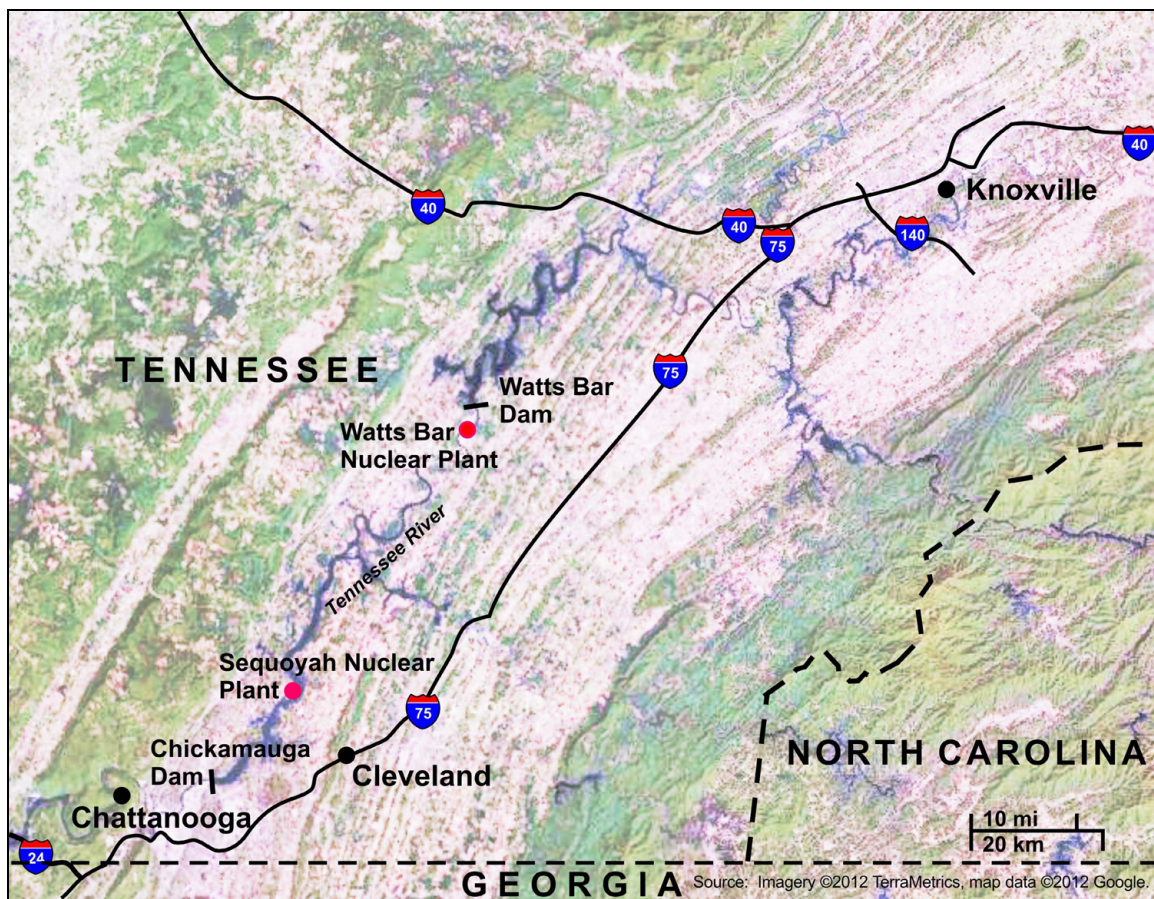 40
40
Knoxville
40
140
75
TENNESSEE
75
Watts Bar
Dam
Watts Bar
Nuclear Plant
Tennessee River
Sequoyah Nuclear
Plant
75
Chickamauga
Dam
Cleveland
NORTH CAROLINA
Chattanooga
10 mi
20 km
24
GEORGIA
Source: Imagery ©2012 TerraMetrics, map data ©2012 Google.